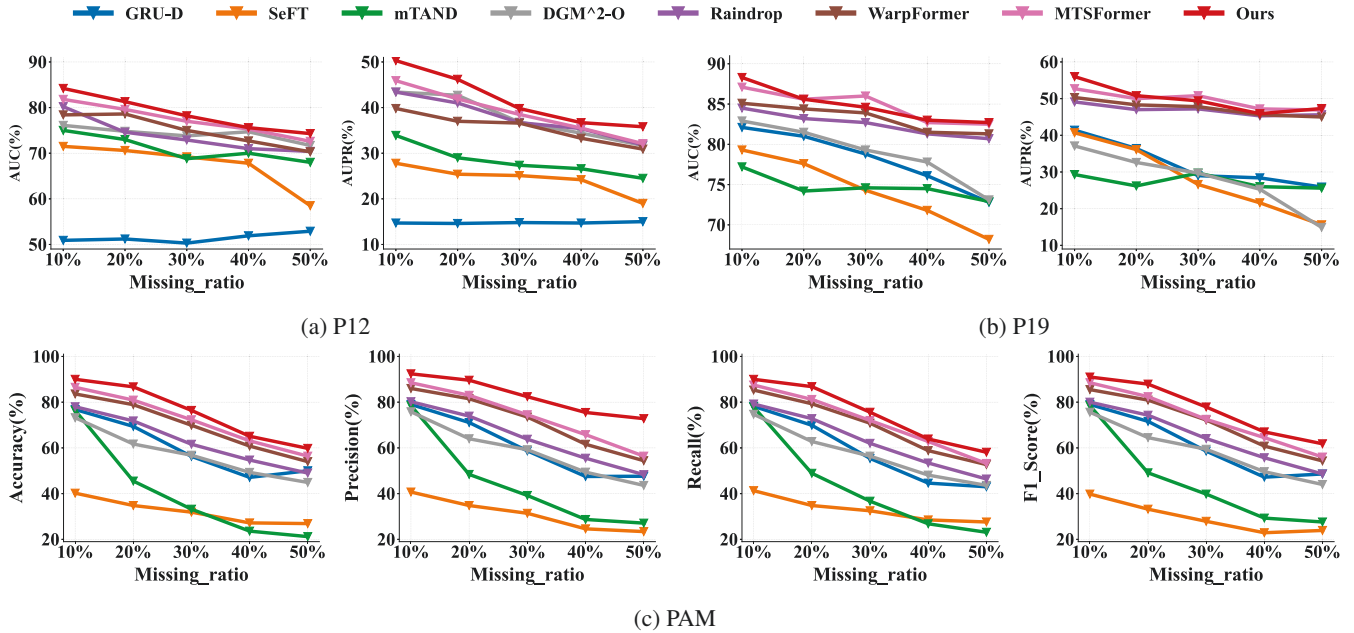 GRU-D SeFT mTAND DGM^2-O Raindrop WarpFormer MTSFormer Ours
AUC(%)
90
80
70
60
50
10% 20% 30% 40% 50%
Missing_ratio
AUPR(%)
50
40
30
20
10
10% 20% 30% 40% 50%
Missing_ratio
(a) P12
AUC(%)
90
85
80
75
70
10% 20% 30% 40% 50%
Missing_ratio
AUPR(%)
60
50
40
30
20
10
10% 20% 30% 40% 50%
Missing_ratio
(b) P19
Accuracy(%)
100
80
60
40
20
10% 20% 30% 40% 50%
Missing_ratio
Precision(%)
100
80
60
40
20
10% 20% 30% 40% 50%
Missing_ratio
Recall(%)
100
80
60
40
20
10% 20% 30% 40% 50%
Missing_ratio
F1_Score(%)
100
80
60
40
20
10% 20% 30% 40% 50%
Missing_ratio
(c) PAM